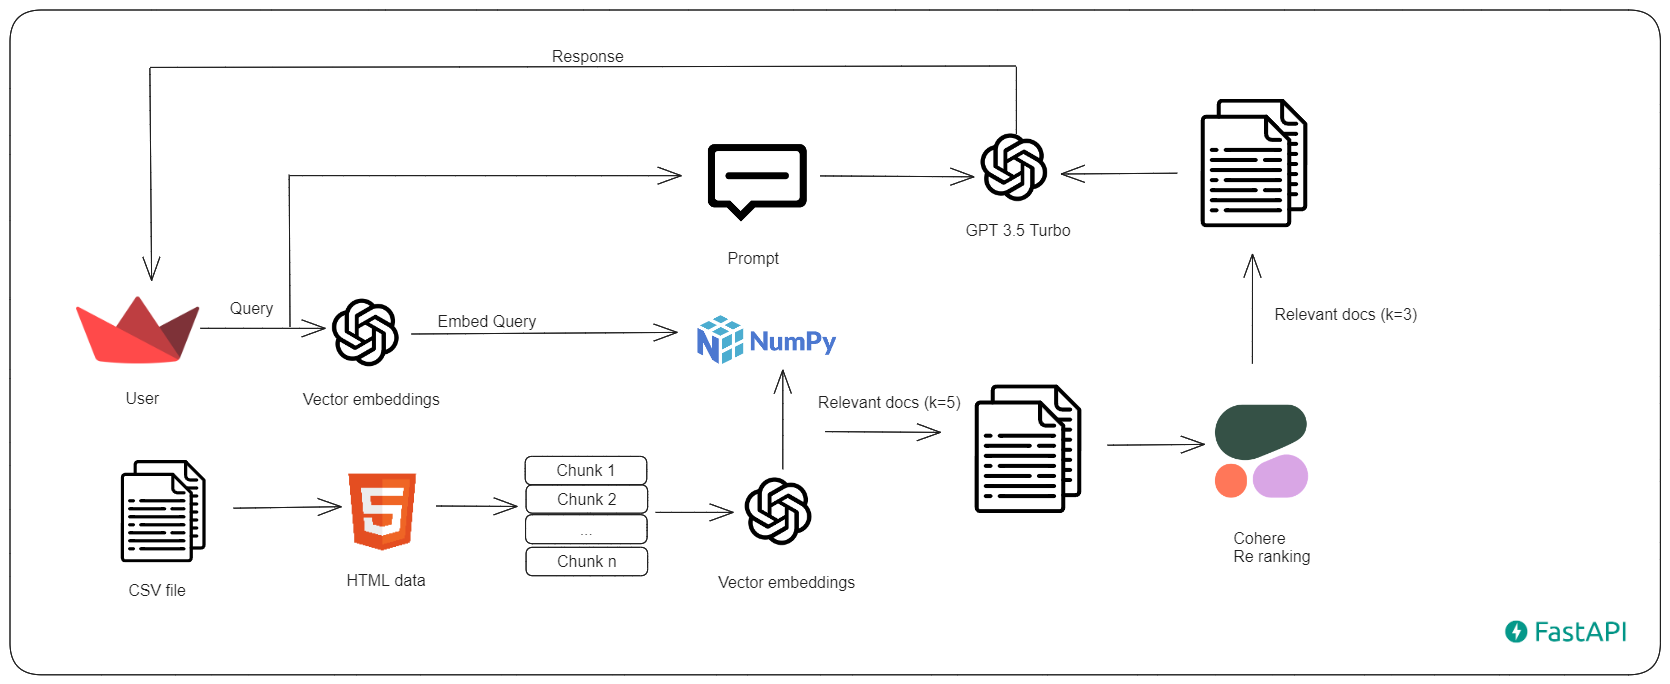 Response
Prompt
GPT 3.5 Turbo
Query
User
Vector embeddings
Embed Query
NumPy
Relevant docs (k=3)
Relevant docs (k=5)
CSV file
HTML data
Chunk 1
Chunk 2
...
Chunk n
Vector embeddings
Cohere
Re ranking
FastAPI